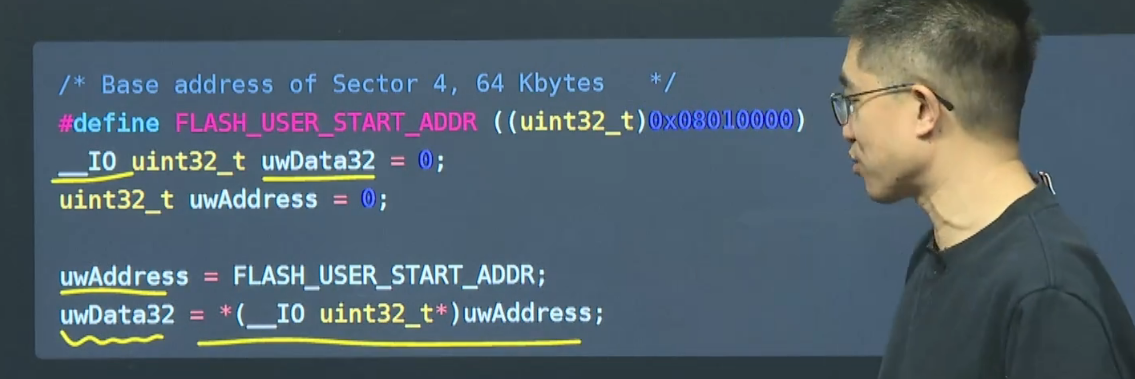 /* Base address of Sector 4, 64 Kbytes   */
#define FLASH_USER_START_ADDR ((uint32_t)0x08010000)
__IO uint32_t uwData32 = 0;
uint32_t uwAddress = 0;
uwAddress = FLASH_USER_START_ADDR;
uwData32 = *(__IO uint32_t*)uwAddress;